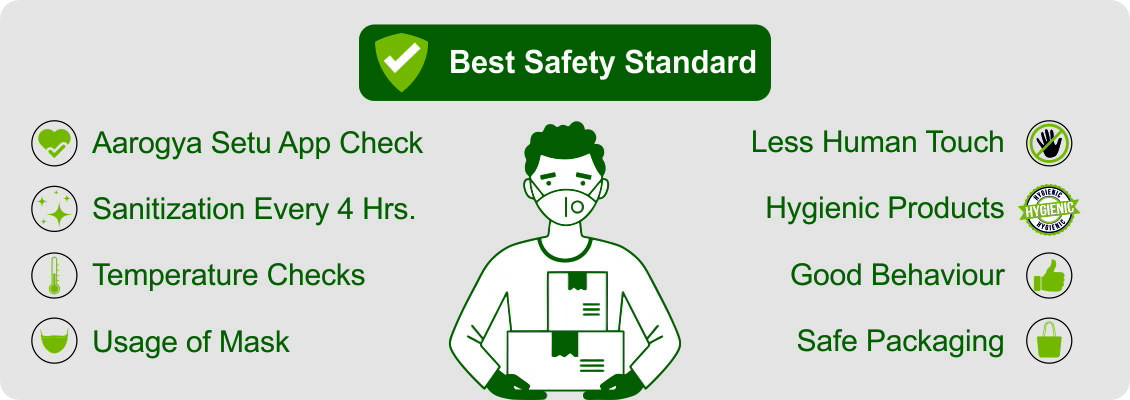 Best Safety Standard
Aarogya Setu App Check
Sanitization Every 4 Hrs.
Temperature Checks
Usage of Mask
Less Human Touch
Hygienic Products
HYGIENIC
HYGIENIC
HYGIENIC
Good Behaviour
Safe Packaging